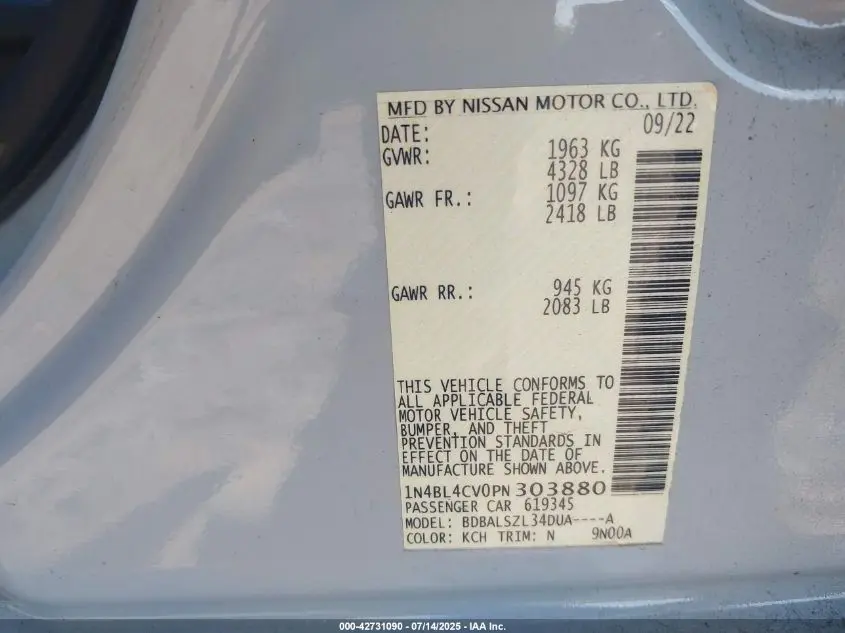 MFD BY NISSAN MOTOR CO., LTD.
DATE: 09/22
GVWR: 1963 KG
4328 LB
GAWR FR.: 1097 KG
2418 LB
GAWR RR.: 945 KG
2083 LB
THIS VEHICLE CONFORMS TO
ALL APPLICABLE FEDERAL
MOTOR VEHICLE SAFETY,
BUMPER, AND THEFT
PREVENTION STANDARDS IN
EFFECT ON THE DATE OF
MANUFACTURE SHOWN ABOVE.
1N4BL4CV0PN303880
PASSENGER CAR 619345
MODEL: BDBALSZL34DUA----A
COLOR: KCH TRIM: N 9N00A
000-42731090 - 07/14/2025 - IAA Inc.